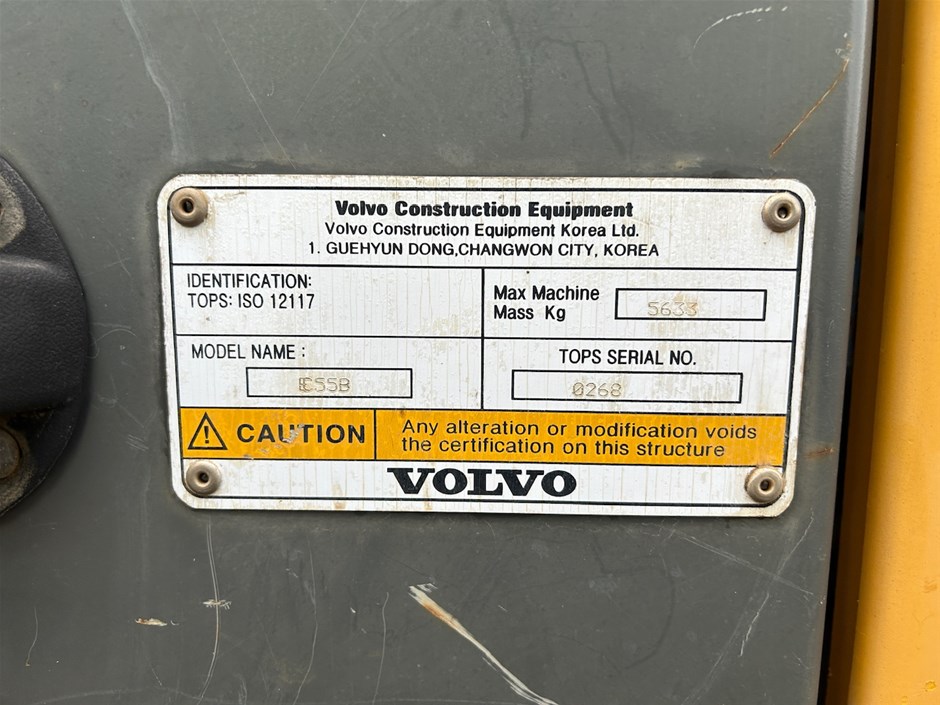 Volvo Construction Equipment
Volvo Construction Equipment Korea Ltd.
1. GUEHYUN DONG,CHANGWON CITY, KOREA
IDENTIFICATION:
TOPS: ISO 12117
Max Machine
Mass Kg
5633
MODEL NAME :
EC55B
TOPS SERIAL NO.
0268
CAUTION
Any alteration or modification voids
the certification on this structure
VOLVO